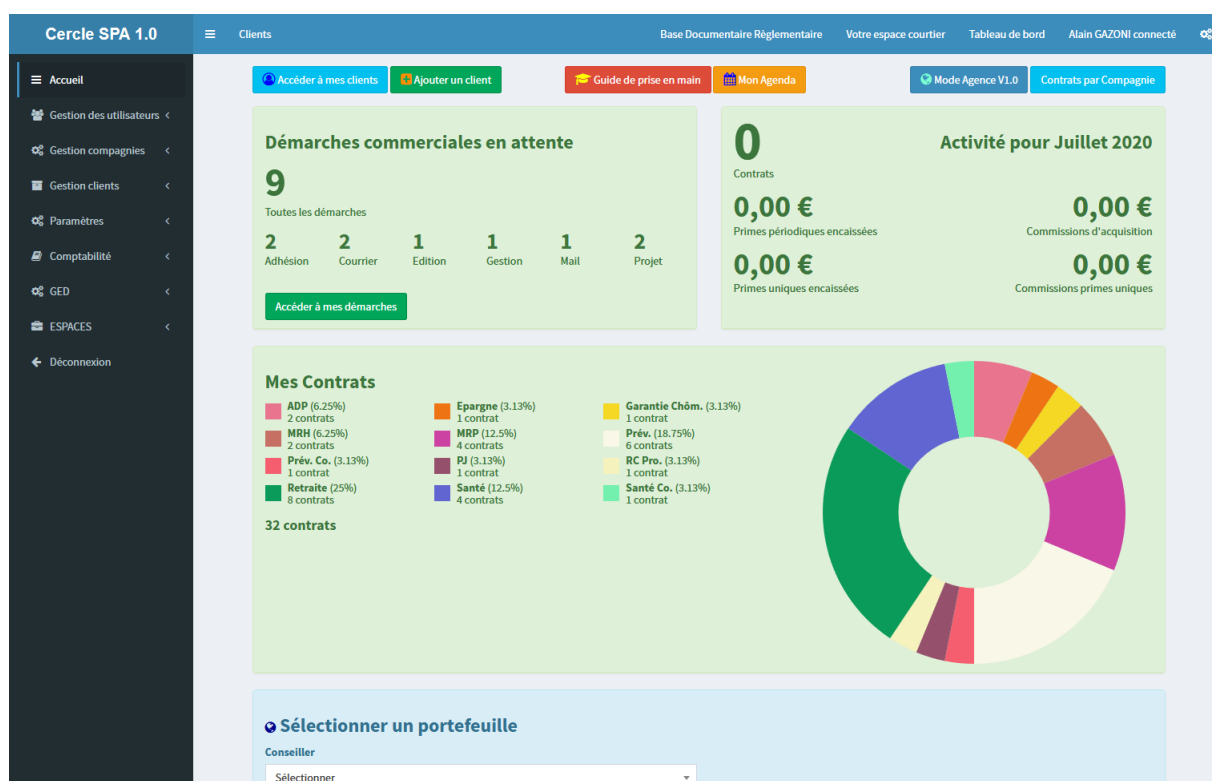 Cercle SPA 1.0
Clients
Base Documentaire Règlementaire
Votre espace courtier
Tableau de bord
Alain GAZONI connecté
Accueil
Gestion des utilisateurs
Gestion compagnies
Gestion clients
Paramètres
Comptabilité
GED
ESPACES
Déconnexion
Accéder à mes clients
Ajouter un client
Guide de prise en main
Mon Agenda
Mode Agence V1.0
Contrats par Compagnie
Démarches commerciales en attente
9
Toutes les démarches
2 2 1 1 1 2
Adhésion Courrier Edition Gestion Mail Projet
Accéder à mes démarches
0
Contrats
Activité pour Juillet 2020
0,00 € 0,00 €
Primes périodiques encaissées Commissions d'acquisition
0,00 € 0,00 €
Primes uniques encaissées Commissions primes uniques
Mes Contrats
ADP (6.25%) Epargne (3.13%) Garantie Chôm. (3.13%)
2 contrats 1 contrat 1 contrat
MRH (6.25%) MRP (12.5%) Prév. (18.75%)
2 contrats 4 contrats 6 contrats
Prév. Co. (3.13%) PJ (3.13%) RC Pro. (3.13%)
1 contrat 1 contrat 1 contrat
Retraite (25%) Santé (12.5%) Santé Co. (3.13%)
8 contrats 4 contrats 1 contrat
32 contrats
Sélectionner un portefeuille
Conseiller
Sélectionner